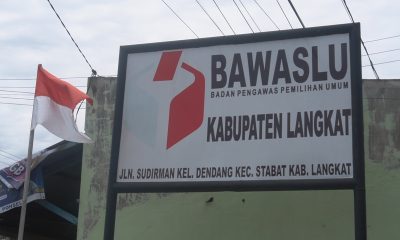 BAWASLU
BADAN PENGAWAS PEMILIHAN UMUM
KABUPATEN LANGKAT
JLN. SUDIRMAN KEL. DENDANG KEC. STABAT KAB. LANGKAT